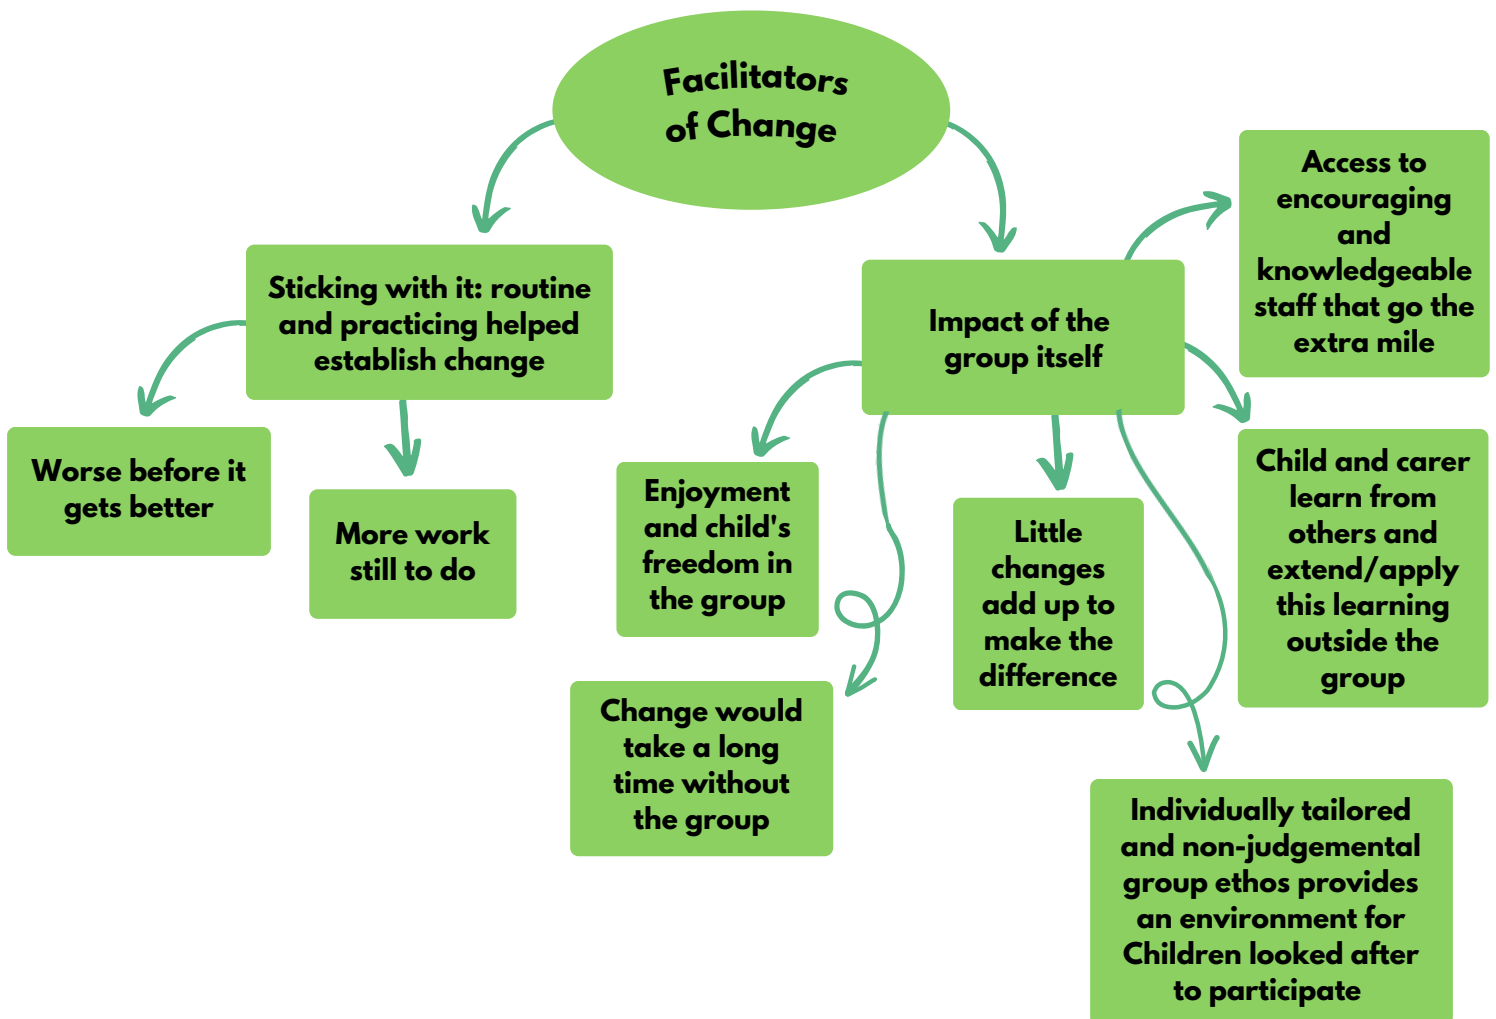 Facilitators
of Change
Sticking with it: routine
and practicing helped
establish change
Worse before it
gets better
More work
still to do
Impact of the
group itself
Enjoyment
and child's
freedom in
the group
Change would
take a long
time without
the group
Little
changes
add up to
make the
difference
Access to
encouraging
and
knowledgeable
staff that go the
extra mile
Child and carer
learn from
others and
extend/apply
this learning
outside the
group
Individually tailored
and non-judgemental
group ethos provides
an environment for
Children looked after
to participate